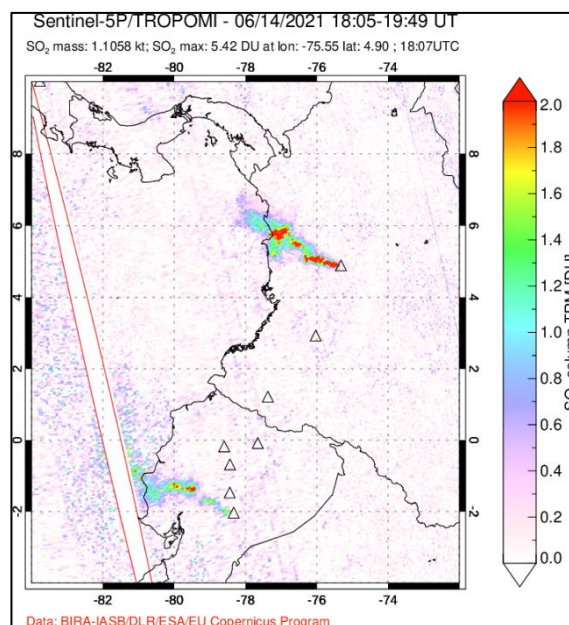 Sentinel-5P/TROPOMI - 06/14/2021 18:05-19:49 UT
SO₂ mass: 1.1058 kt; SO₂ max: 5.42 DU at lon: -75.55 lat: 4.90 ; 18:07UTC
-82 -80 -78 -76 -74
8 8
6 6
4 4
2 2
0 0
-2 -2
-82 -80 -78 -76 -74
2.0
1.8
1.6
1.4
1.2
1.0
0.8
0.6
0.4
0.2
0.0
SO₂ column TRM [DU]
Data: BIRA-IASB/DLR/ESA/EU Copernicus Program